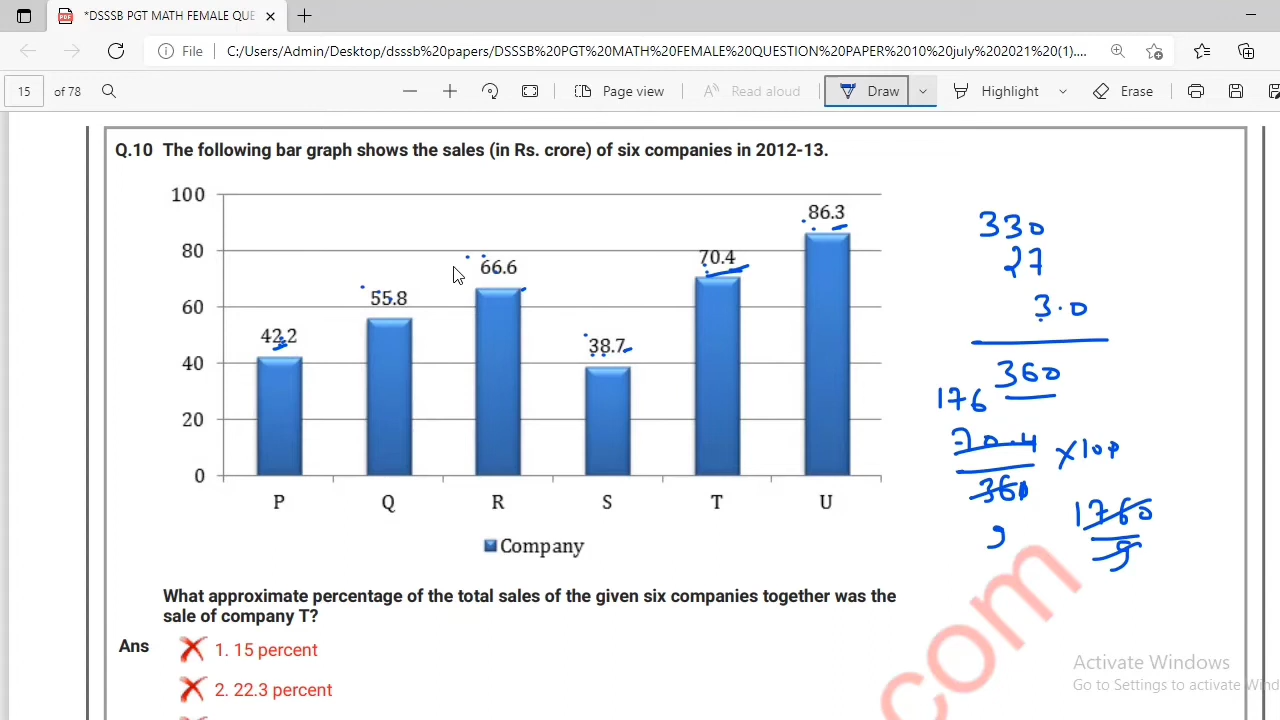 *DSSSB PGT MATH FEMALE QUE
File
C:/Users/Admin/Desktop/dsssb%20papers/DSSSB%20PGT%20MATH%20FEMALE%20QUESTION%20PAPER%2010%20july%202021%20(1)....
15 of 78
Page view
Read aloud
Draw
Highlight
Erase
Q.10 The following bar graph shows the sales (in Rs. crore) of six companies in 2012-13.
100
80
60
40
20
0
42.2
55.8
66.6
38.7
70.4
86.3
P Q R S T U
Company
330
27
3.0
360
176
70.4
360
×100
9
1760
9
What approximate percentage of the total sales of the given six companies together was the
sale of company T?
Ans
1. 15 percent
2. 22.3 percent
com
Activate Windows
Go to Settings to activate Wind